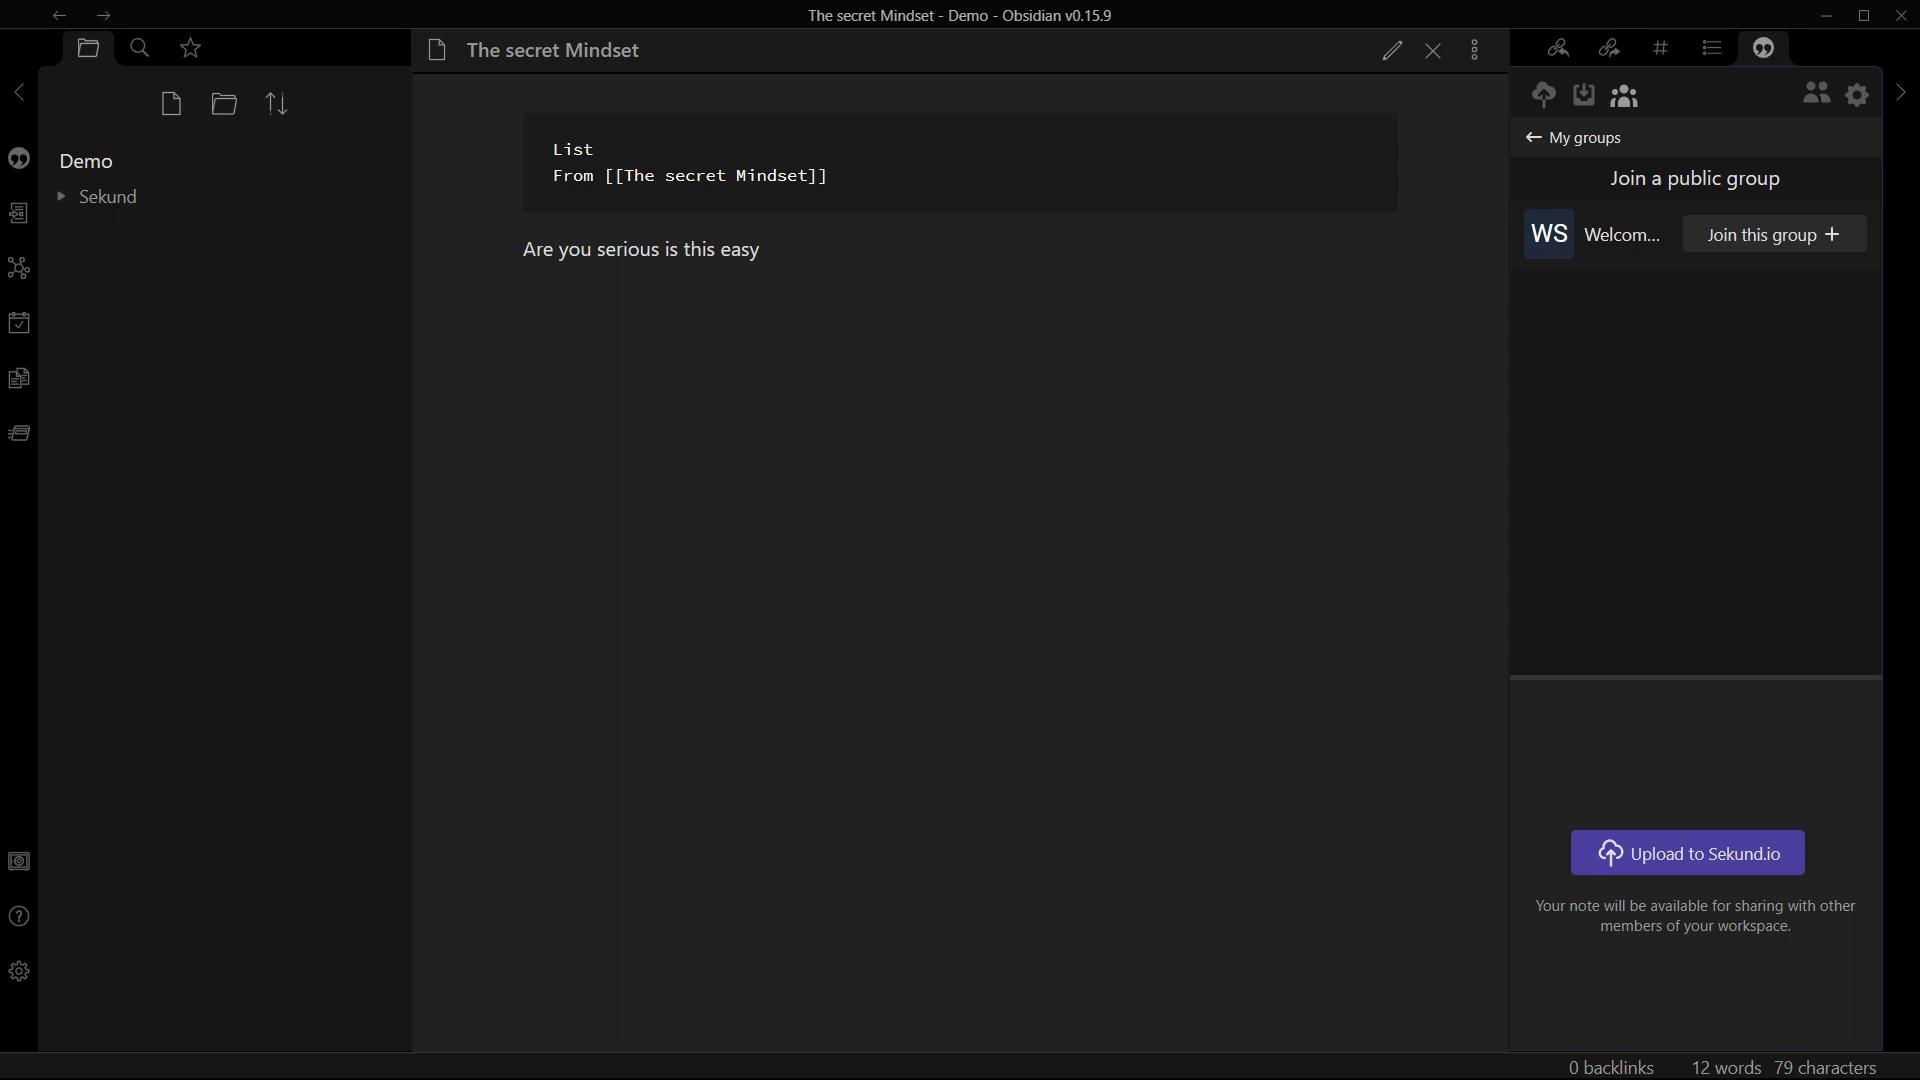 The secret Mindset - Demo - Obsidian v0.15.9
The secret Mindset
Demo
Sekund
List
From [[The secret Mindset]]
Are you serious is this easy
My groups
Join a public group
WS Welcom... Join this group +
Upload to Sekund.io
Your note will be available for sharing with other
members of your workspace.
0 backlinks 12 words 79 characters